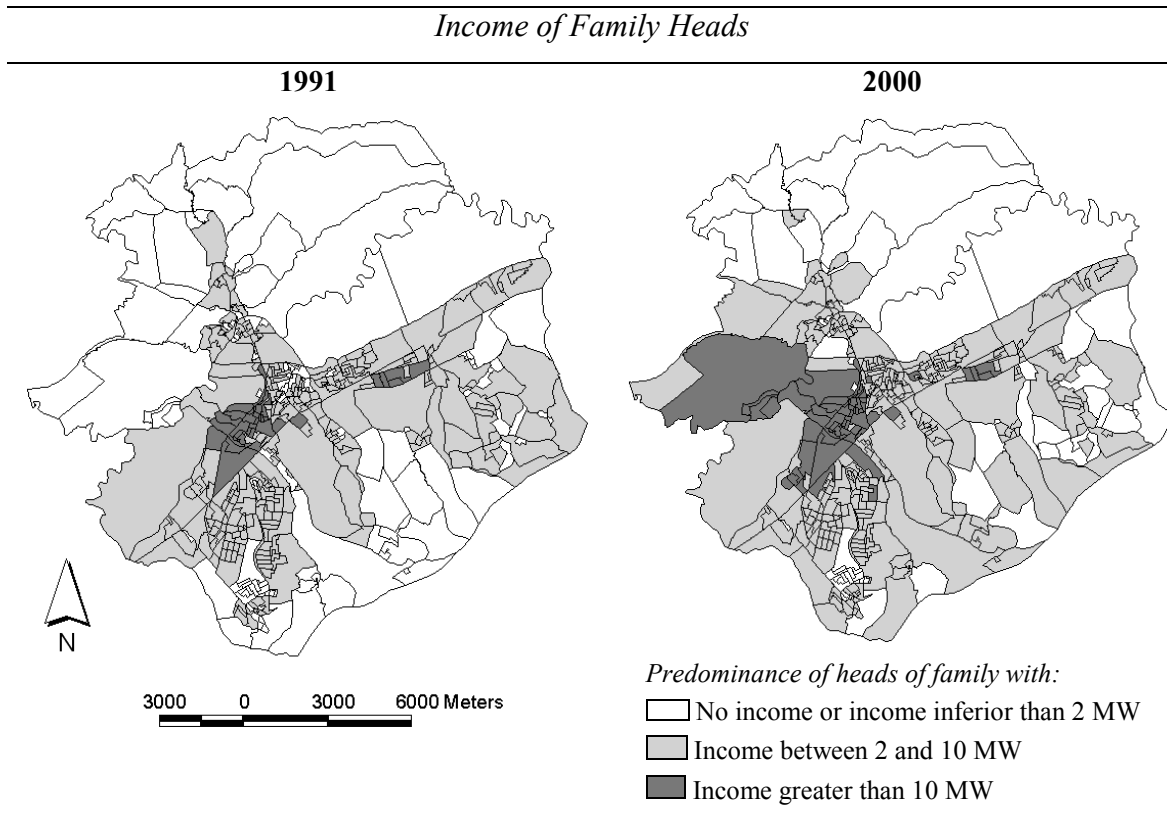 Income of Family Heads
1991
2000
N
3000 0 3000 6000 Meters
Predominance of heads of family with:
No income or income inferior than 2 MW
Income between 2 and 10 MW
Income greater than 10 MW